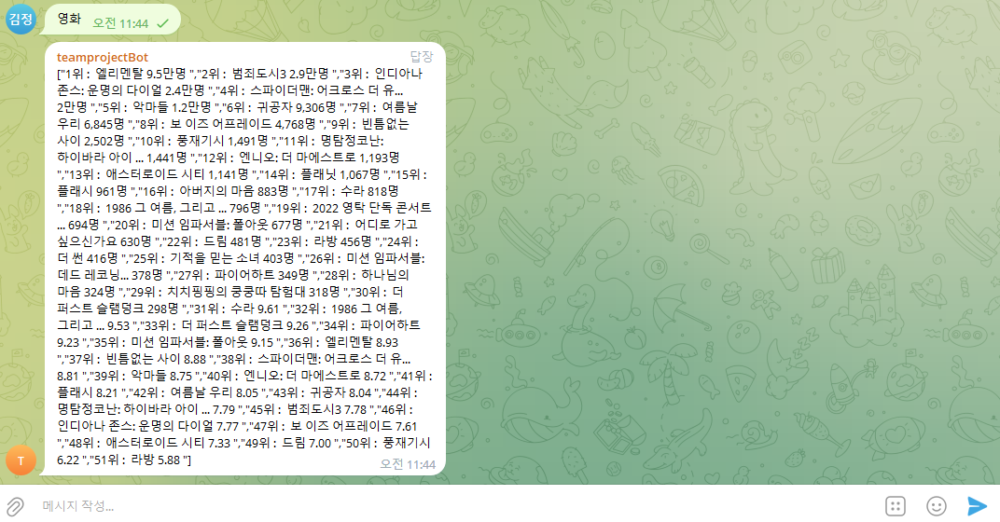 김정
영화 오전 11:44
teamprojectBot 답장
["1위 : 엘리멘탈 9.5만명 ","2위 : 범죄도시3 2.9만명 ","3위 : 인디아나
존스: 운명의 다이얼 2.4만명 ","4위 : 스파이더맨: 어크로스 더 유...
2만명 ","5위 : 악마들 1.2만명 ","6위 : 귀공자 9,306명 ","7위 : 여름날
우리 6,845명 ","8위 : 보 이즈 어프레이드 4,768명 ","9위 : 빈틈없는
사이 2,502명 ","10위 : 풍재기시 1,491명 ","11위 : 명탐정코난:
하이바라 아이 ... 1,441명 ","12위 : 엔니오: 더 마에스트로 1,193명
","13위 : 애스터로이드 시티 1,141명 ","14위 : 플래닛 1,067명 ","15위 :
플래시 961명 ","16위 : 아버지의 마음 883명 ","17위 : 수라 818명
","18위 : 1986 그 여름, 그리고 ... 796명 ","19위 : 2022 영탁 단독 콘서트
... 694명 ","20위 : 미션 임파서블: 폴아웃 677명 ","21위 : 어디로 가고
싶으신가요 630명 ","22위 : 드림 481명 ","23위 : 라방 456명 ","24위 :
더 썬 416명 ","25위 : 기적을 믿는 소녀 403명 ","26위 : 미션 임파서블:
데드 레코닝... 378명 ","27위 : 파이어하트 349명 ","28위 : 하나님의
마음 324명 ","29위 : 치치핑핑의 쿵쿵따 탐험대 318명 ","30위 : 더
퍼스트 슬램덩크 298명 ","31위 : 수라 9.61 ","32위 : 1986 그 여름,
그리고 ... 9.53 ","33위 : 더 퍼스트 슬램덩크 9.26 ","34위 : 파이어하트
9.23 ","35위 : 미션 임파서블: 폴아웃 9.15 ","36위 : 엘리멘탈 8.93
","37위 : 빈틈없는 사이 8.88 ","38위 : 스파이더맨: 어크로스 더 유...
8.81 ","39위 : 악마들 8.75 ","40위 : 엔니오: 더 마에스트로 8.72 ","41위 :
플래시 8.21 ","42위 : 여름날 우리 8.05 ","43위 : 귀공자 8.04 ","44위 :
명탐정코난: 하이바라 아이 ... 7.79 ","45위 : 범죄도시3 7.78 ","46위 :
인디아나 존스: 운명의 다이얼 7.77 ","47위 : 보 이즈 어프레이드 7.61
","48위 : 애스터로이드 시티 7.33 ","49위 : 드림 7.00 ","50위 : 풍재기시
6.22 ","51위 : 라방 5.88 "]
오전 11:44
T
메시지 작성...